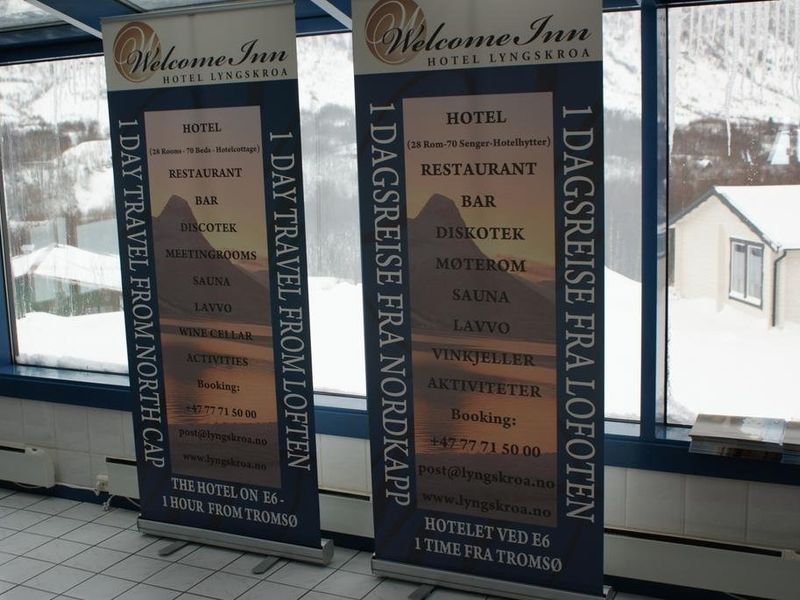 Welcome Inn
HOTEL LYNGSKROA
1 DAY TRAVEL FROM NORTH CAP
HOTEL
(28 Rooms - 70 Beds - Hotelcottage)
RESTAURANT
BAR
DISCOTEK
MEETINGROOMS
SAUNA
LAVVO
WINE CELLAR
ACTIVITIES
Booking:
+47 77 71 50 00
post@lyngskroa.no
www.lyngskroa.no
1 DAY TRAVEL FROM LOFTEN
THE HOTEL ON E6 -
1 HOUR FROM TROMSØ
Welcome Inn
HOTEL LYNGSKROA
1 DAGSREISE FRA NORDKAPP
HOTEL
(28 Rom-70 Senger-Hotelhytter)
RESTAURANT
BAR
DISKOTEK
MØTEROM
SAUNA
LAVVO
VINKJELLER
AKTIVITETER
Booking:
+47 77 71 50 00
post@lyngskroa.no
www.lyngskroa.no
1 DAGSREISE FRA LOFOTEN
HOTELET VED E6
1 TIME FRA TROMSØ